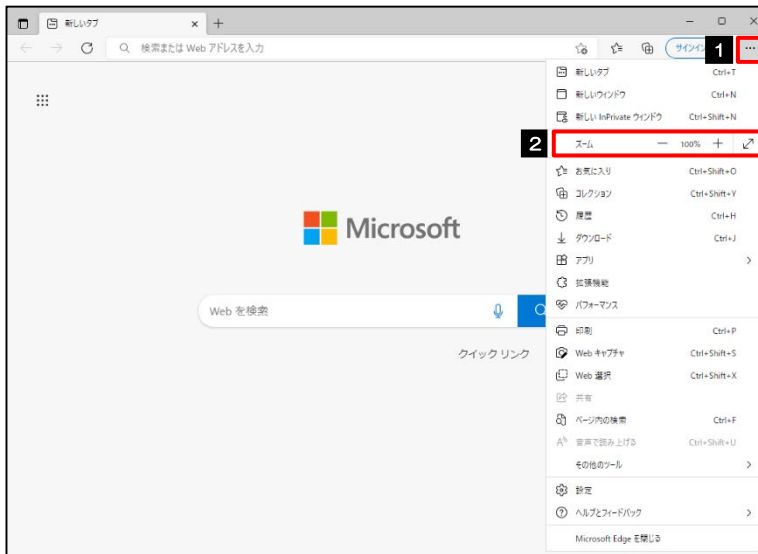 新しいタブ
検索または Web アドレスを入力
1
新しいタブ Ctrl+T
新しいウィンドウ Ctrl+N
新しい InPrivate ウィンドウ Ctrl+Shift+N
2
ズーム 100%
お気に入り Ctrl+Shift+O
コレクション Ctrl+Shift+Y
履歴 Ctrl+H
ダウンロード Ctrl+J
アプリ
拡張機能
パフォーマンス
印刷 Ctrl+P
Web キャプチャ Ctrl+Shift+S
Web 選択 Ctrl+Shift+X
共有
ページ内の検索 Ctrl+F
音声で読み上げる Ctrl+Shift+U
その他のツール
設定
ヘルプとフィードバック
Microsoft Edge を閉じる
Microsoft
Web を検索
クイック リンク